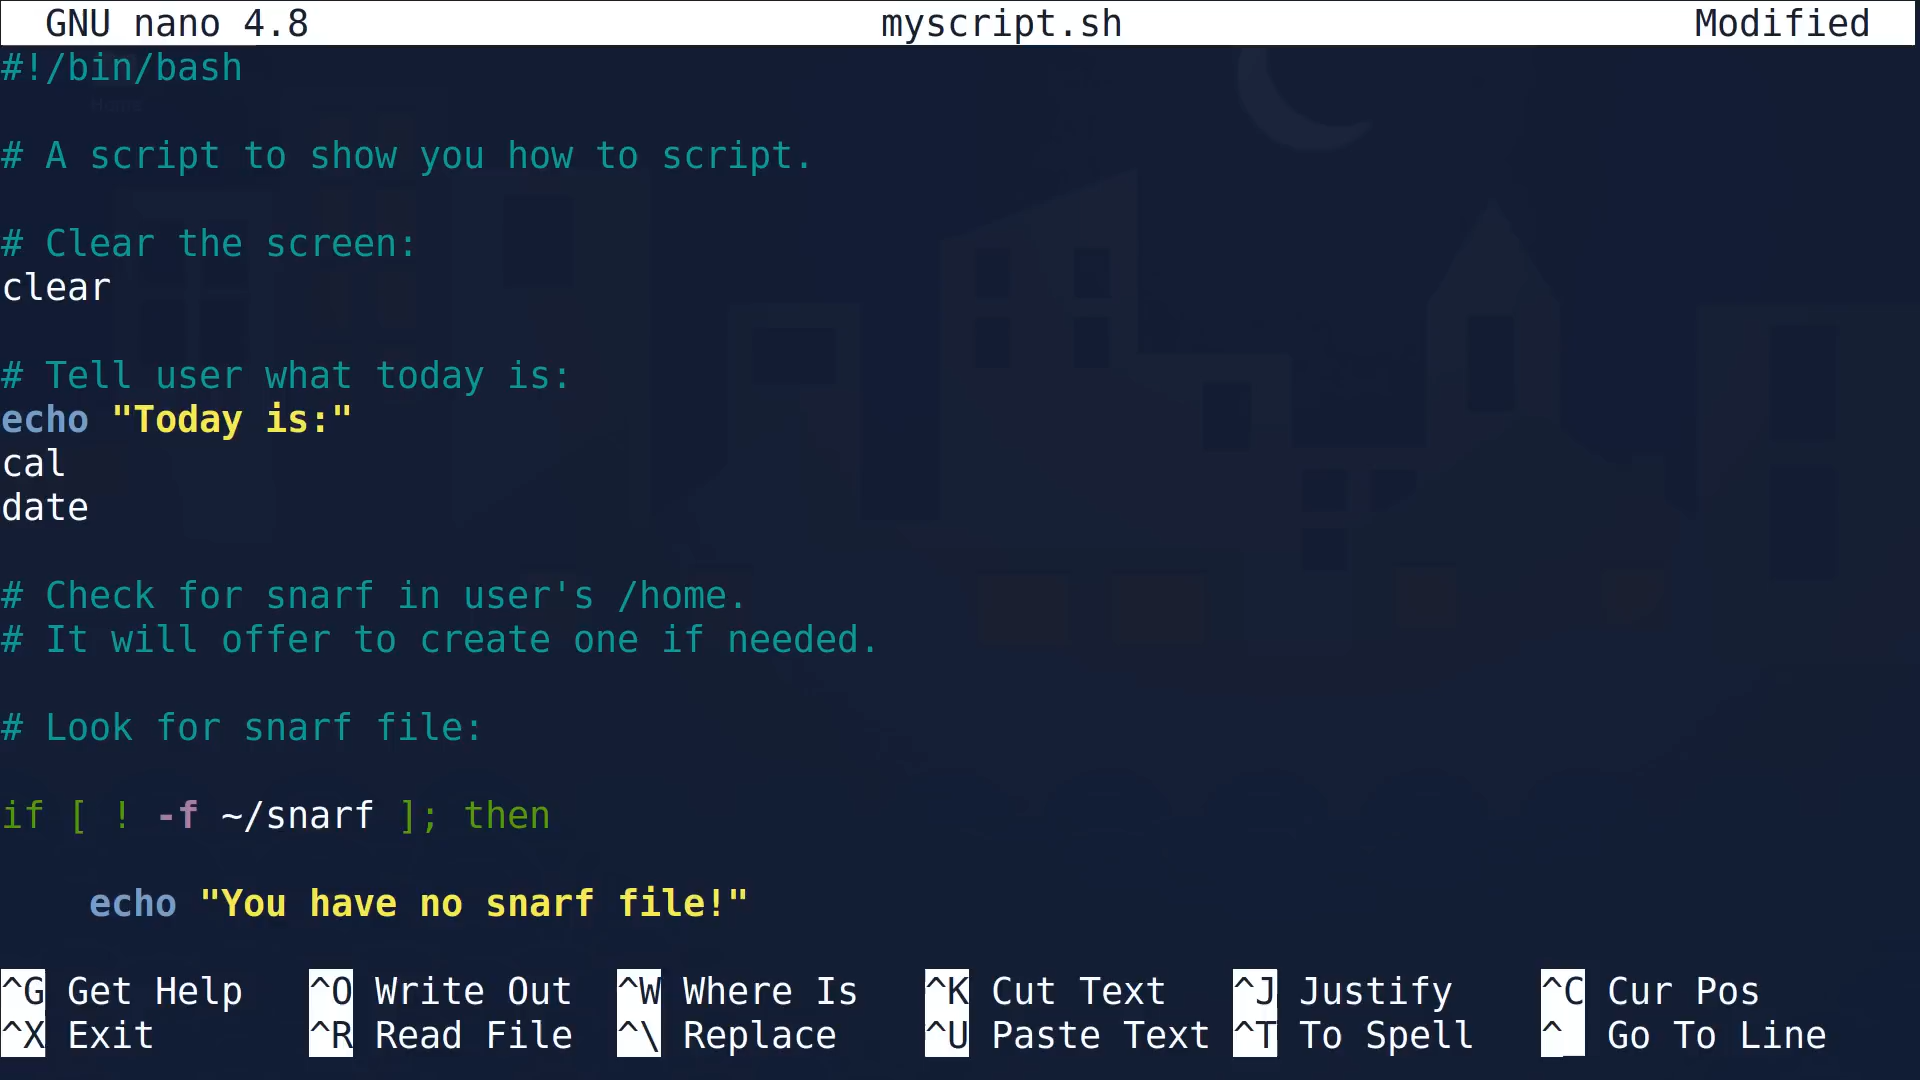 GNU nano 4.8 myscript.sh Modified
#!/bin/bash
# A script to show you how to script.
# Clear the screen:
clear
# Tell user what today is:
echo "Today is:"
cal
date
# Check for snarf in user's /home.
# It will offer to create one if needed.
# Look for snarf file:
if [ ! -f ~/snarf ]; then
echo "You have no snarf file!"
^G Get Help ^O Write Out ^W Where Is ^K Cut Text ^J Justify ^C Cur Pos
^X Exit ^R Read File ^\ Replace ^U Paste Text ^T To Spell ^_ Go To Line